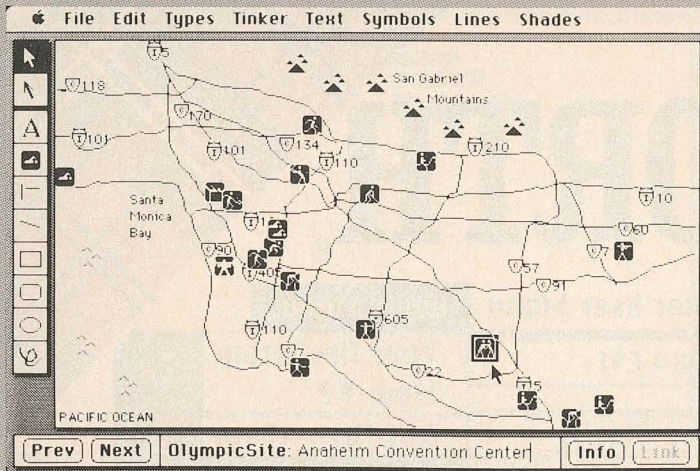 File Edit Types Tinker Text Symbols Lines Shades
5
118
170
101
101
134
110
210
San Gabriel
Mountains
10
60
7
57
91
Santa
Monica
Bay
90
405
110
7
605
22
5
PACIFIC OCEAN
A
Prev Next OlympicSite: Anaheim Convention Center Info Link